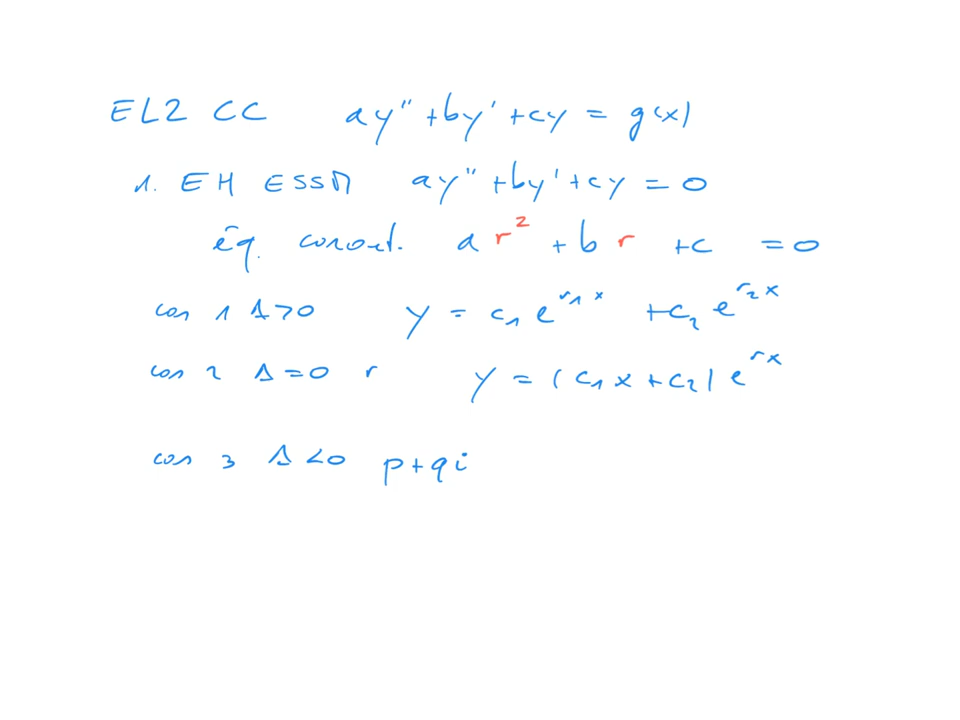 EL2 CC ay" + by' + cy = g(x)
1. EH ESSM ay" + by' + cy = 0
éq. caract. a r² + b r + c = 0
cas 1 Δ>0 y = c₁ e^{r₁x} + c₂ e^{r₂x}
cas 2 Δ=0 r y = (c₁x + c₂) e^{rx}
cas 3 Δ<0 p+qi